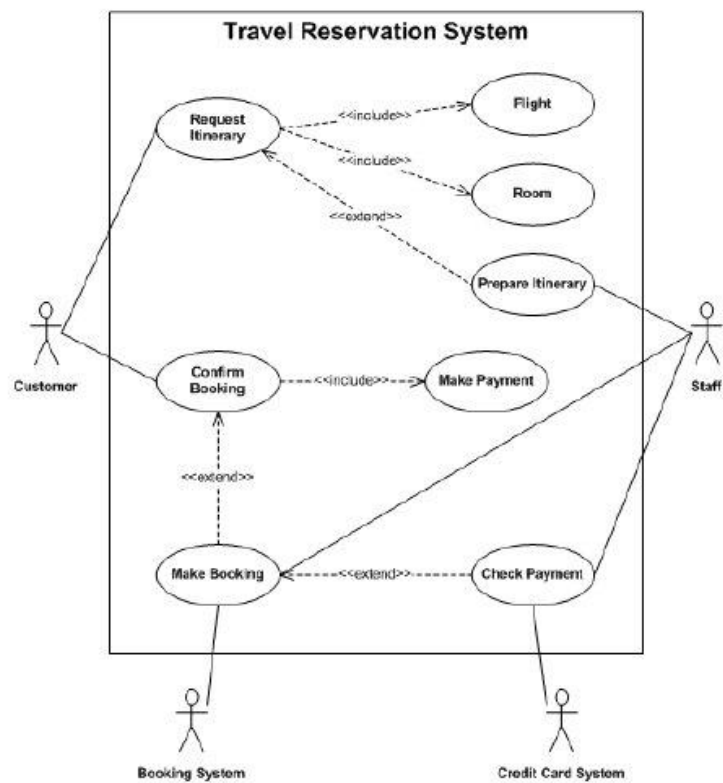 Travel Reservation System
Request
Itinerary
<<include>>
Flight
<<include>>
Room
<<extend>>
Prepare Itinerary
Customer
Staff
Confirm
Booking
<<include>>
Make Payment
<<extend>>
Make Booking
<<extend>>
Check Payment
Booking System
Credit Card System